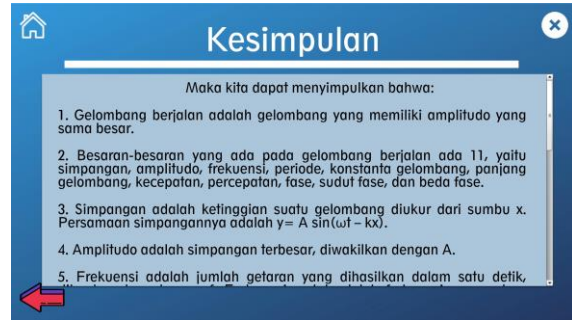 Kesimpulan
Maka kita dapat menyimpulkan bahwa:
1. Gelombang berjalan adalah gelombang yang memiliki amplitudo yang
sama besar.
2. Besaran-besaran yang ada pada gelombang berjalan ada 11, yaitu
simpangan, amplitudo, frekuensi, periode, konstanta gelombang, panjang
gelombang, kecepatan, percepatan, fase, sudut fase, dan beda fase.
3. Simpangan adalah ketinggian suatu gelombang diukur dari sumbu x.
Persamaan simpangannya adalah y= A sin(ωt – kx).
4. Amplitudo adalah simpangan terbesar, diwakilkan dengan A.
5. Frekuensi adalah jumlah getaran yang dihasilkan dalam satu detik,